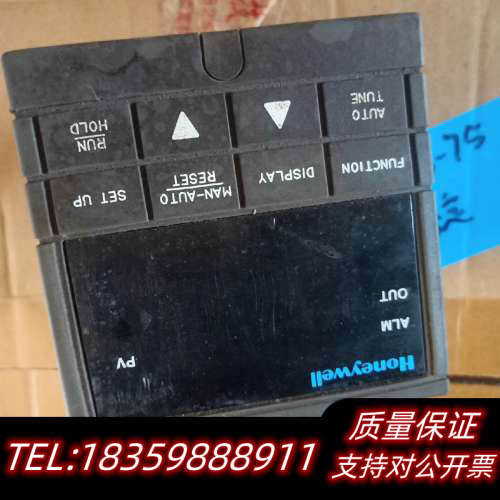 Honeywell
ALM
OUT
PV
FUNCTION
DISPLAY
MAN-AUTO
RESET
SET UP
AUTO
TUNE
RUN
HOLD
-75
TEL:18359888911
质量保证
支持对公开票